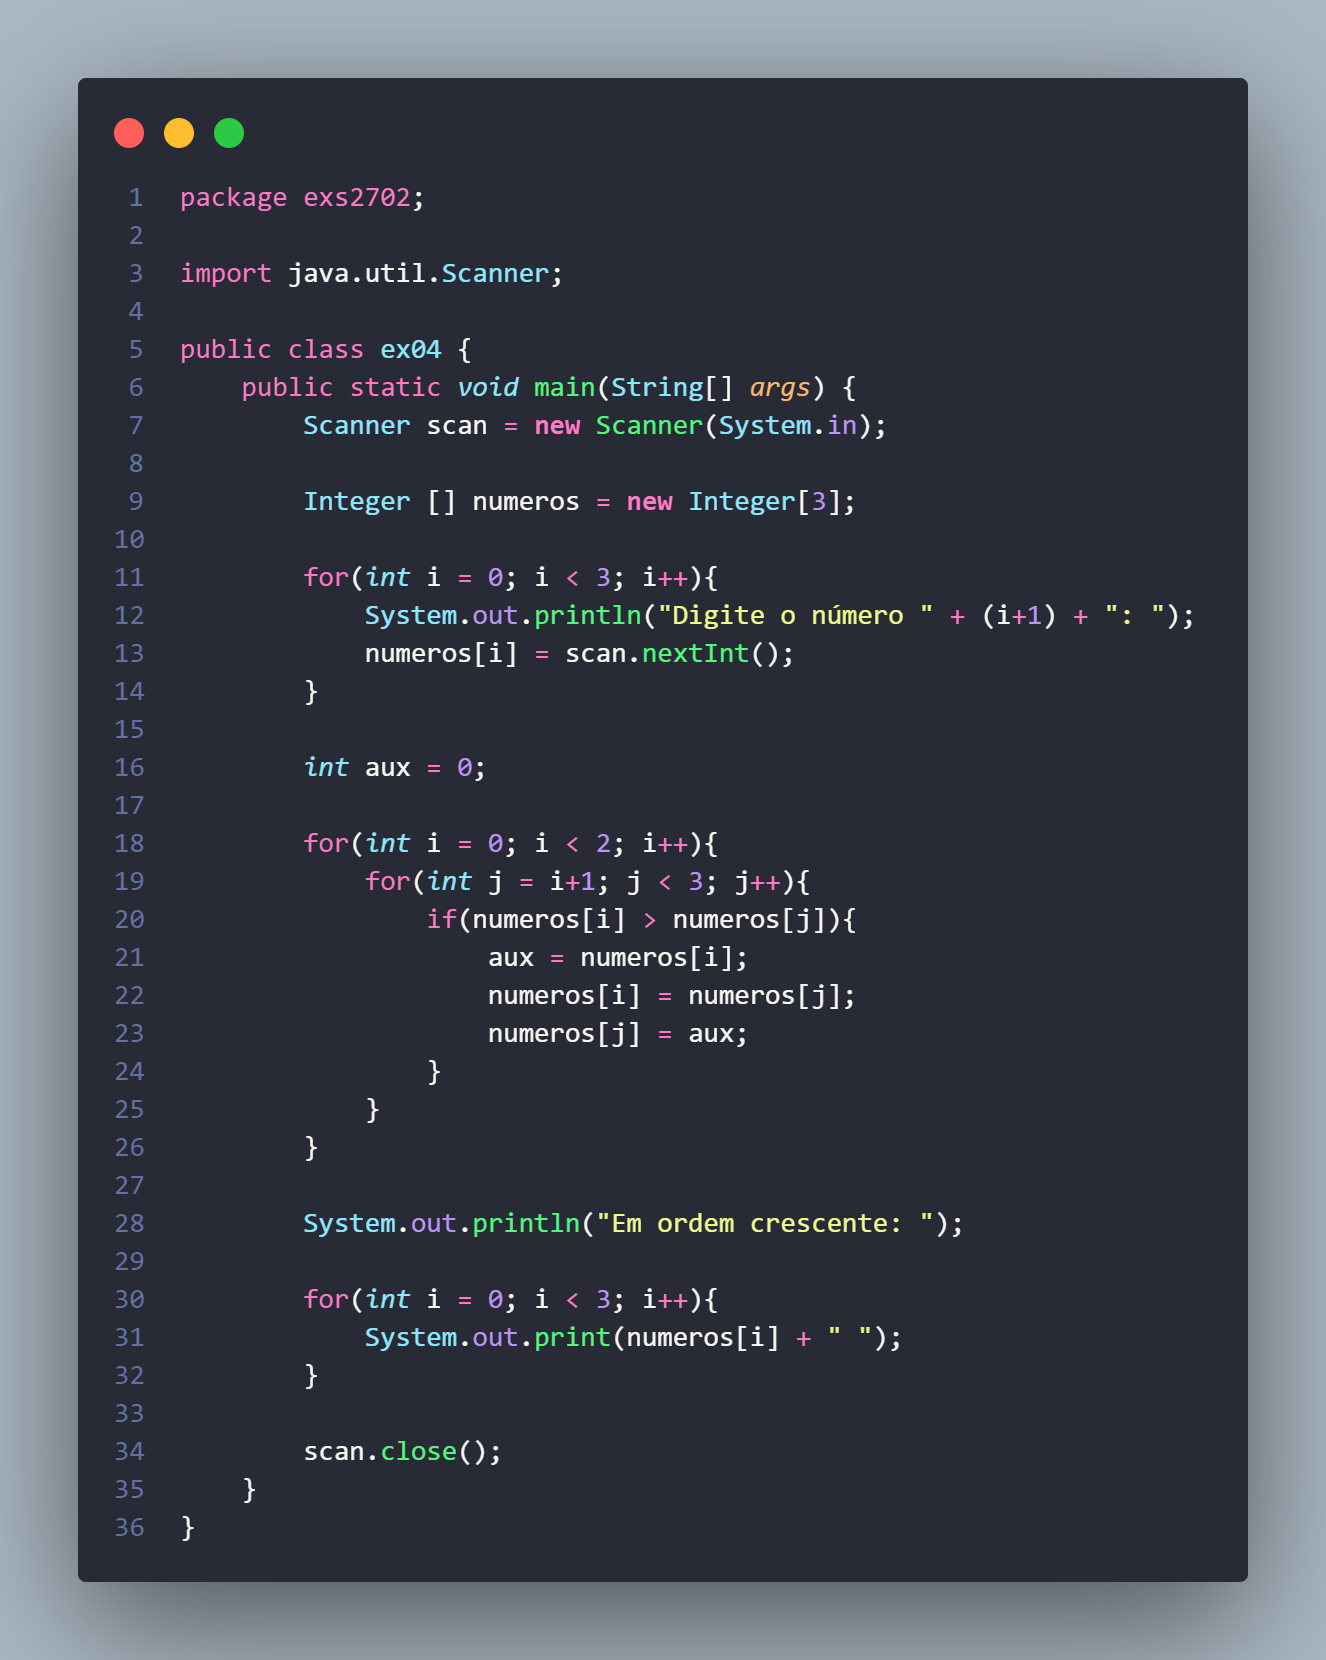 1 package exs2702;
2
3 import java.util.Scanner;
4
5 public class ex04 {
6     public static void main(String[] args) {
7         Scanner scan = new Scanner(System.in);
8
9         Integer [] numeros = new Integer[3];
10
11         for(int i = 0; i < 3; i++){
12             System.out.println("Digite o número " + (i+1) + ": ");
13             numeros[i] = scan.nextInt();
14         }
15
16         int aux = 0;
17
18         for(int i = 0; i < 2; i++){
19             for(int j = i+1; j < 3; j++){
20                 if(numeros[i] > numeros[j]){
21                     aux = numeros[i];
22                     numeros[i] = numeros[j];
23                     numeros[j] = aux;
24                 }
25             }
26         }
27
28         System.out.println("Em ordem crescente: ");
29
30         for(int i = 0; i < 3; i++){
31             System.out.print(numeros[i] + " ");
32         }
33
34         scan.close();
35     }
36 }